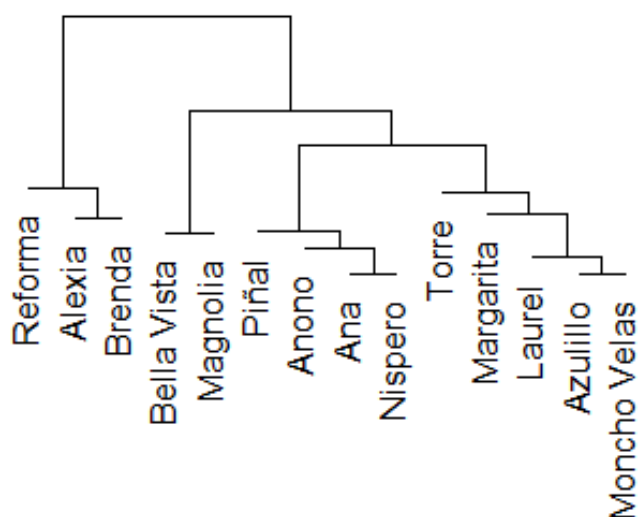 Reforma
Alexia
Brenda
Bella Vista
Magnolia
Piñal
Anono
Ana
Nispero
Torre
Margarita
Laurel
Azulillo
Moncho Velas